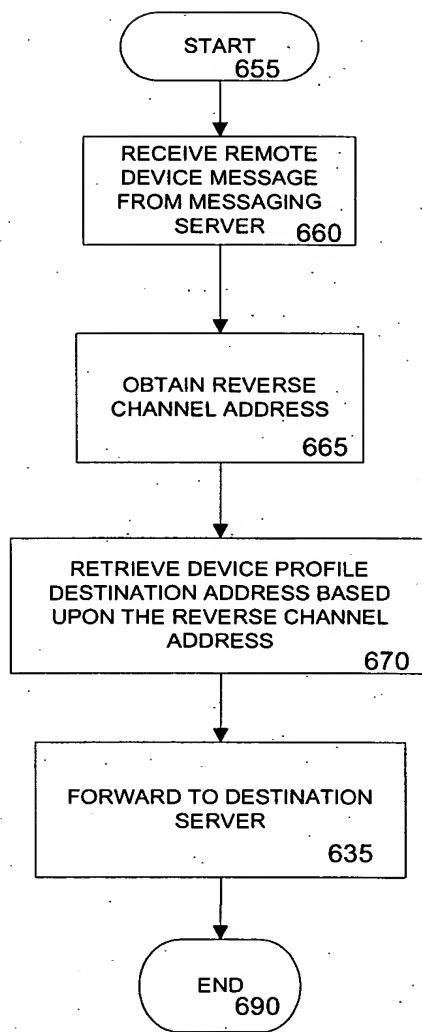 START
655
RECEIVE REMOTE
DEVICE MESSAGE
FROM MESSAGING
SERVER
660
OBTAIN REVERSE
CHANNEL ADDRESS
665
RETRIEVE DEVICE PROFILE
DESTINATION ADDRESS BASED
UPON THE REVERSE CHANNEL
ADDRESS
670
FORWARD TO DESTINATION
SERVER
635
END
690